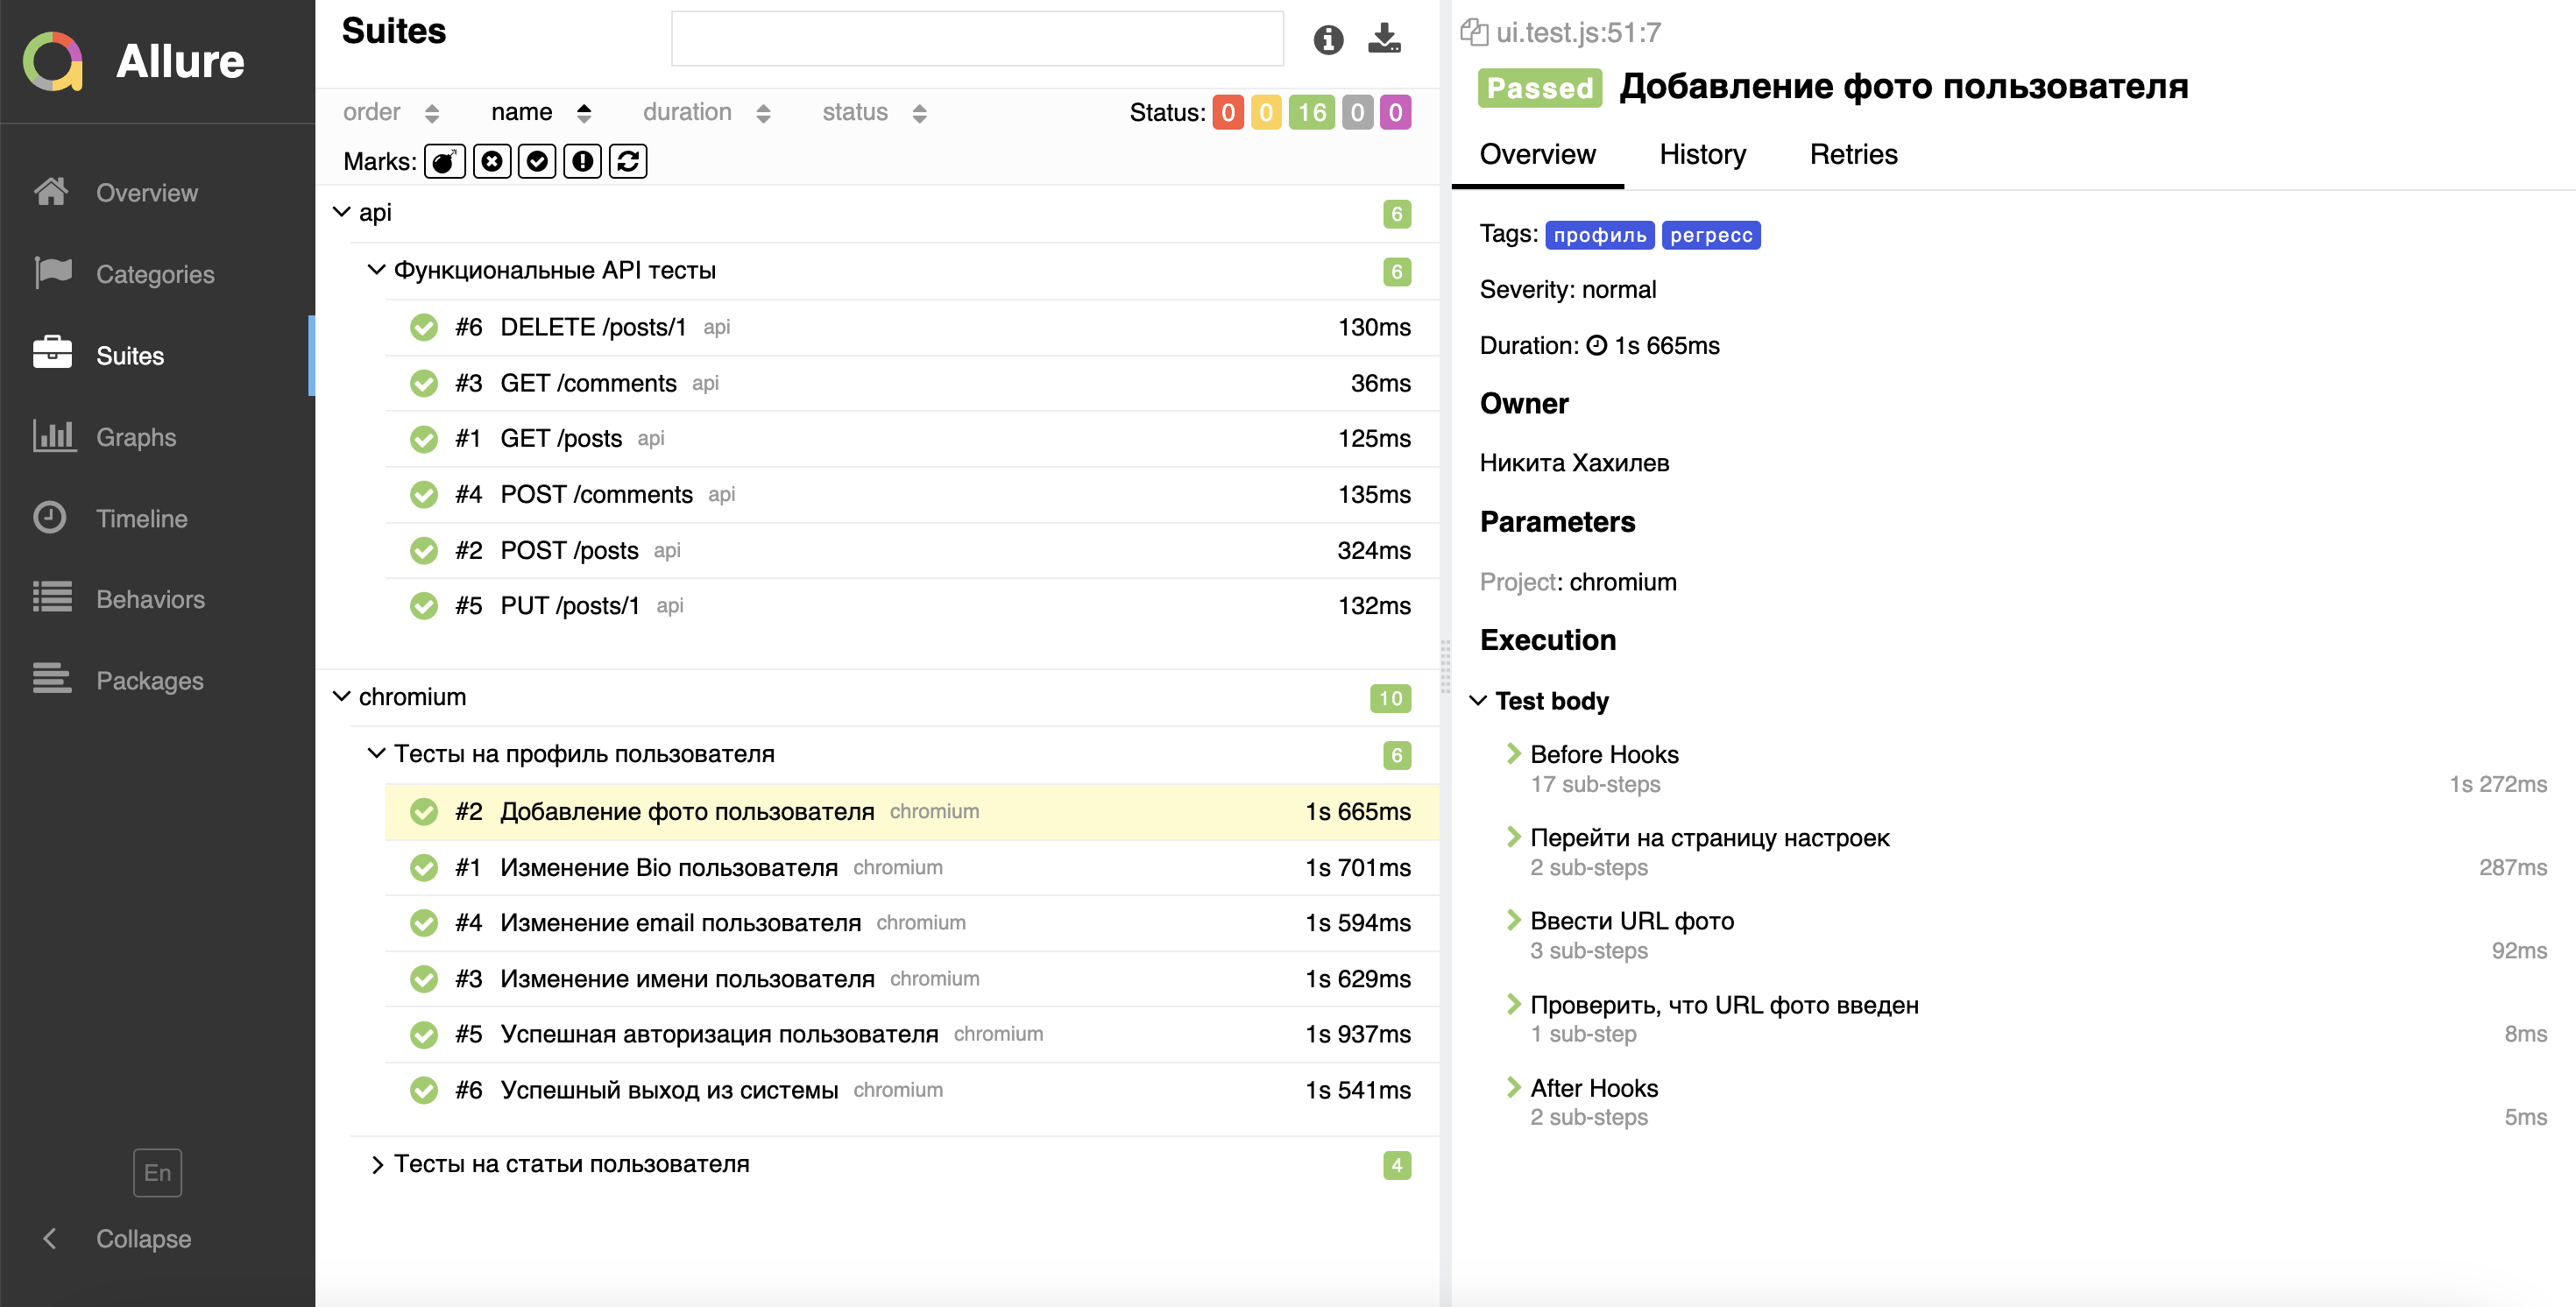 Allure
Overview
Categories
Suites
Graphs
Timeline
Behaviors
Packages
En
Collapse
Suites
order name duration status Status: 0 0 16 0 0
Marks:
api 6
Функциональные API тесты 6
#6 DELETE /posts/1 api 130ms
#3 GET /comments api 36ms
#1 GET /posts api 125ms
#4 POST /comments api 135ms
#2 POST /posts api 324ms
#5 PUT /posts/1 api 132ms
chromium 10
Тесты на профиль пользователя 6
#2 Добавление фото пользователя chromium 1s 665ms
#1 Изменение Bio пользователя chromium 1s 701ms
#4 Изменение email пользователя chromium 1s 594ms
#3 Изменение имени пользователя chromium 1s 629ms
#5 Успешная авторизация пользователя chromium 1s 937ms
#6 Успешный выход из системы chromium 1s 541ms
Тесты на статьи пользователя 4
ui.test.js:51:7
Passed Добавление фото пользователя
Overview History Retries
Tags: профиль регресс
Severity: normal
Duration: 1s 665ms
Owner
Никита Хахилев
Parameters
Project: chromium
Execution
Test body
Before Hooks
17 sub-steps 1s 272ms
Перейти на страницу настроек
2 sub-steps 287ms
Ввести URL фото
3 sub-steps 92ms
Проверить, что URL фото введен
1 sub-step 8ms
After Hooks
2 sub-steps 5ms